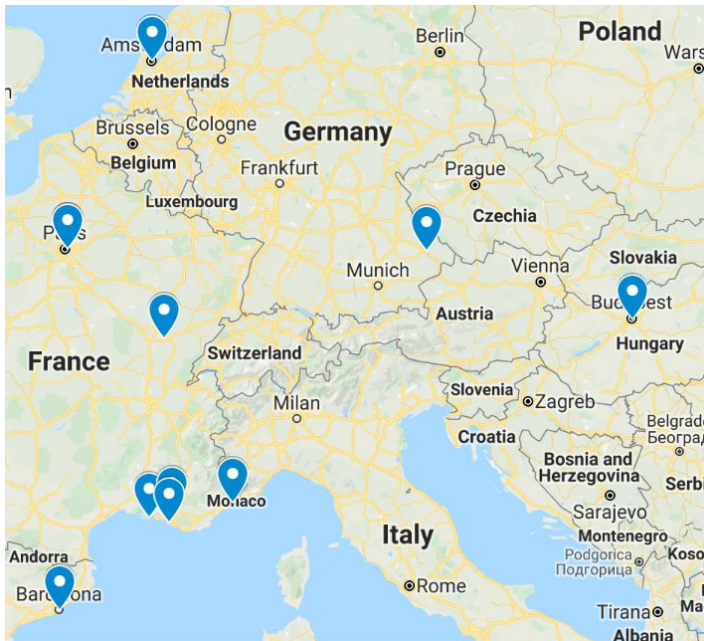 Amsterdam
Netherlands
Berlin
Poland
Wars
n
Brussels
Belgium
Cologne
Germany
Frankfurt
Luxembourg
Prague
Czechia
Paris
Munich
Vienna
Slovakia
Austria
Budapest
Hungary
France
Switzerland
Milan
Slovenia
Zagreb
Croatia
Belgrade
Београд
Bosnia and
Herzegovina
Serbi
Sarajevo
Monaco
Italy
Montenegro
Podgorica
Подгорица
Koso
Andorra
Barcelona
Rome
Tirana
Ma
Albania